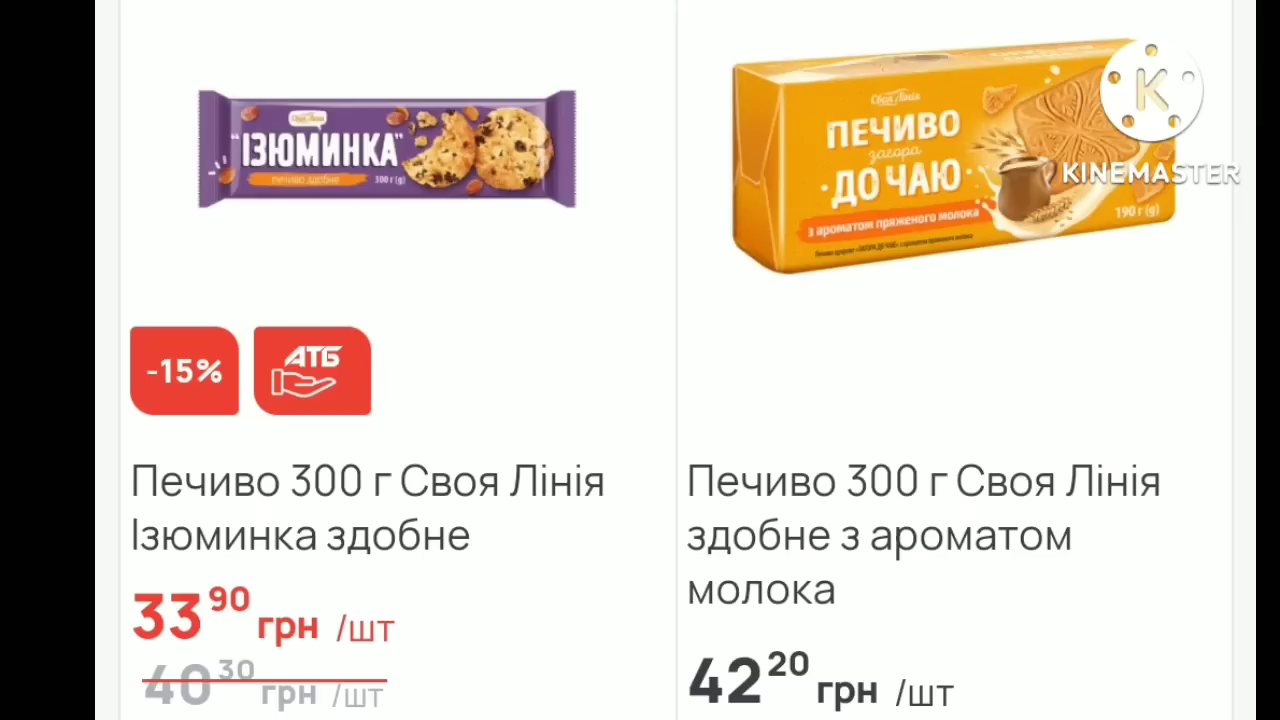 Своя Лінія
"ІЗЮМИНКА"
печиво здобне 300 г (g)
Своя Лінія
ПЕЧИВО
загора
·ДО ЧАЮ·
з ароматом пряженого молока
190 г (g)
K
KINEMASTER
-15%
АТБ
Печиво 300 г Своя Лінія
Ізюминка здобне
33 90 грн /шт
40 30 грн /шт
Печиво 300 г Своя Лінія
здобне з ароматом
молока
42 20 грн /шт